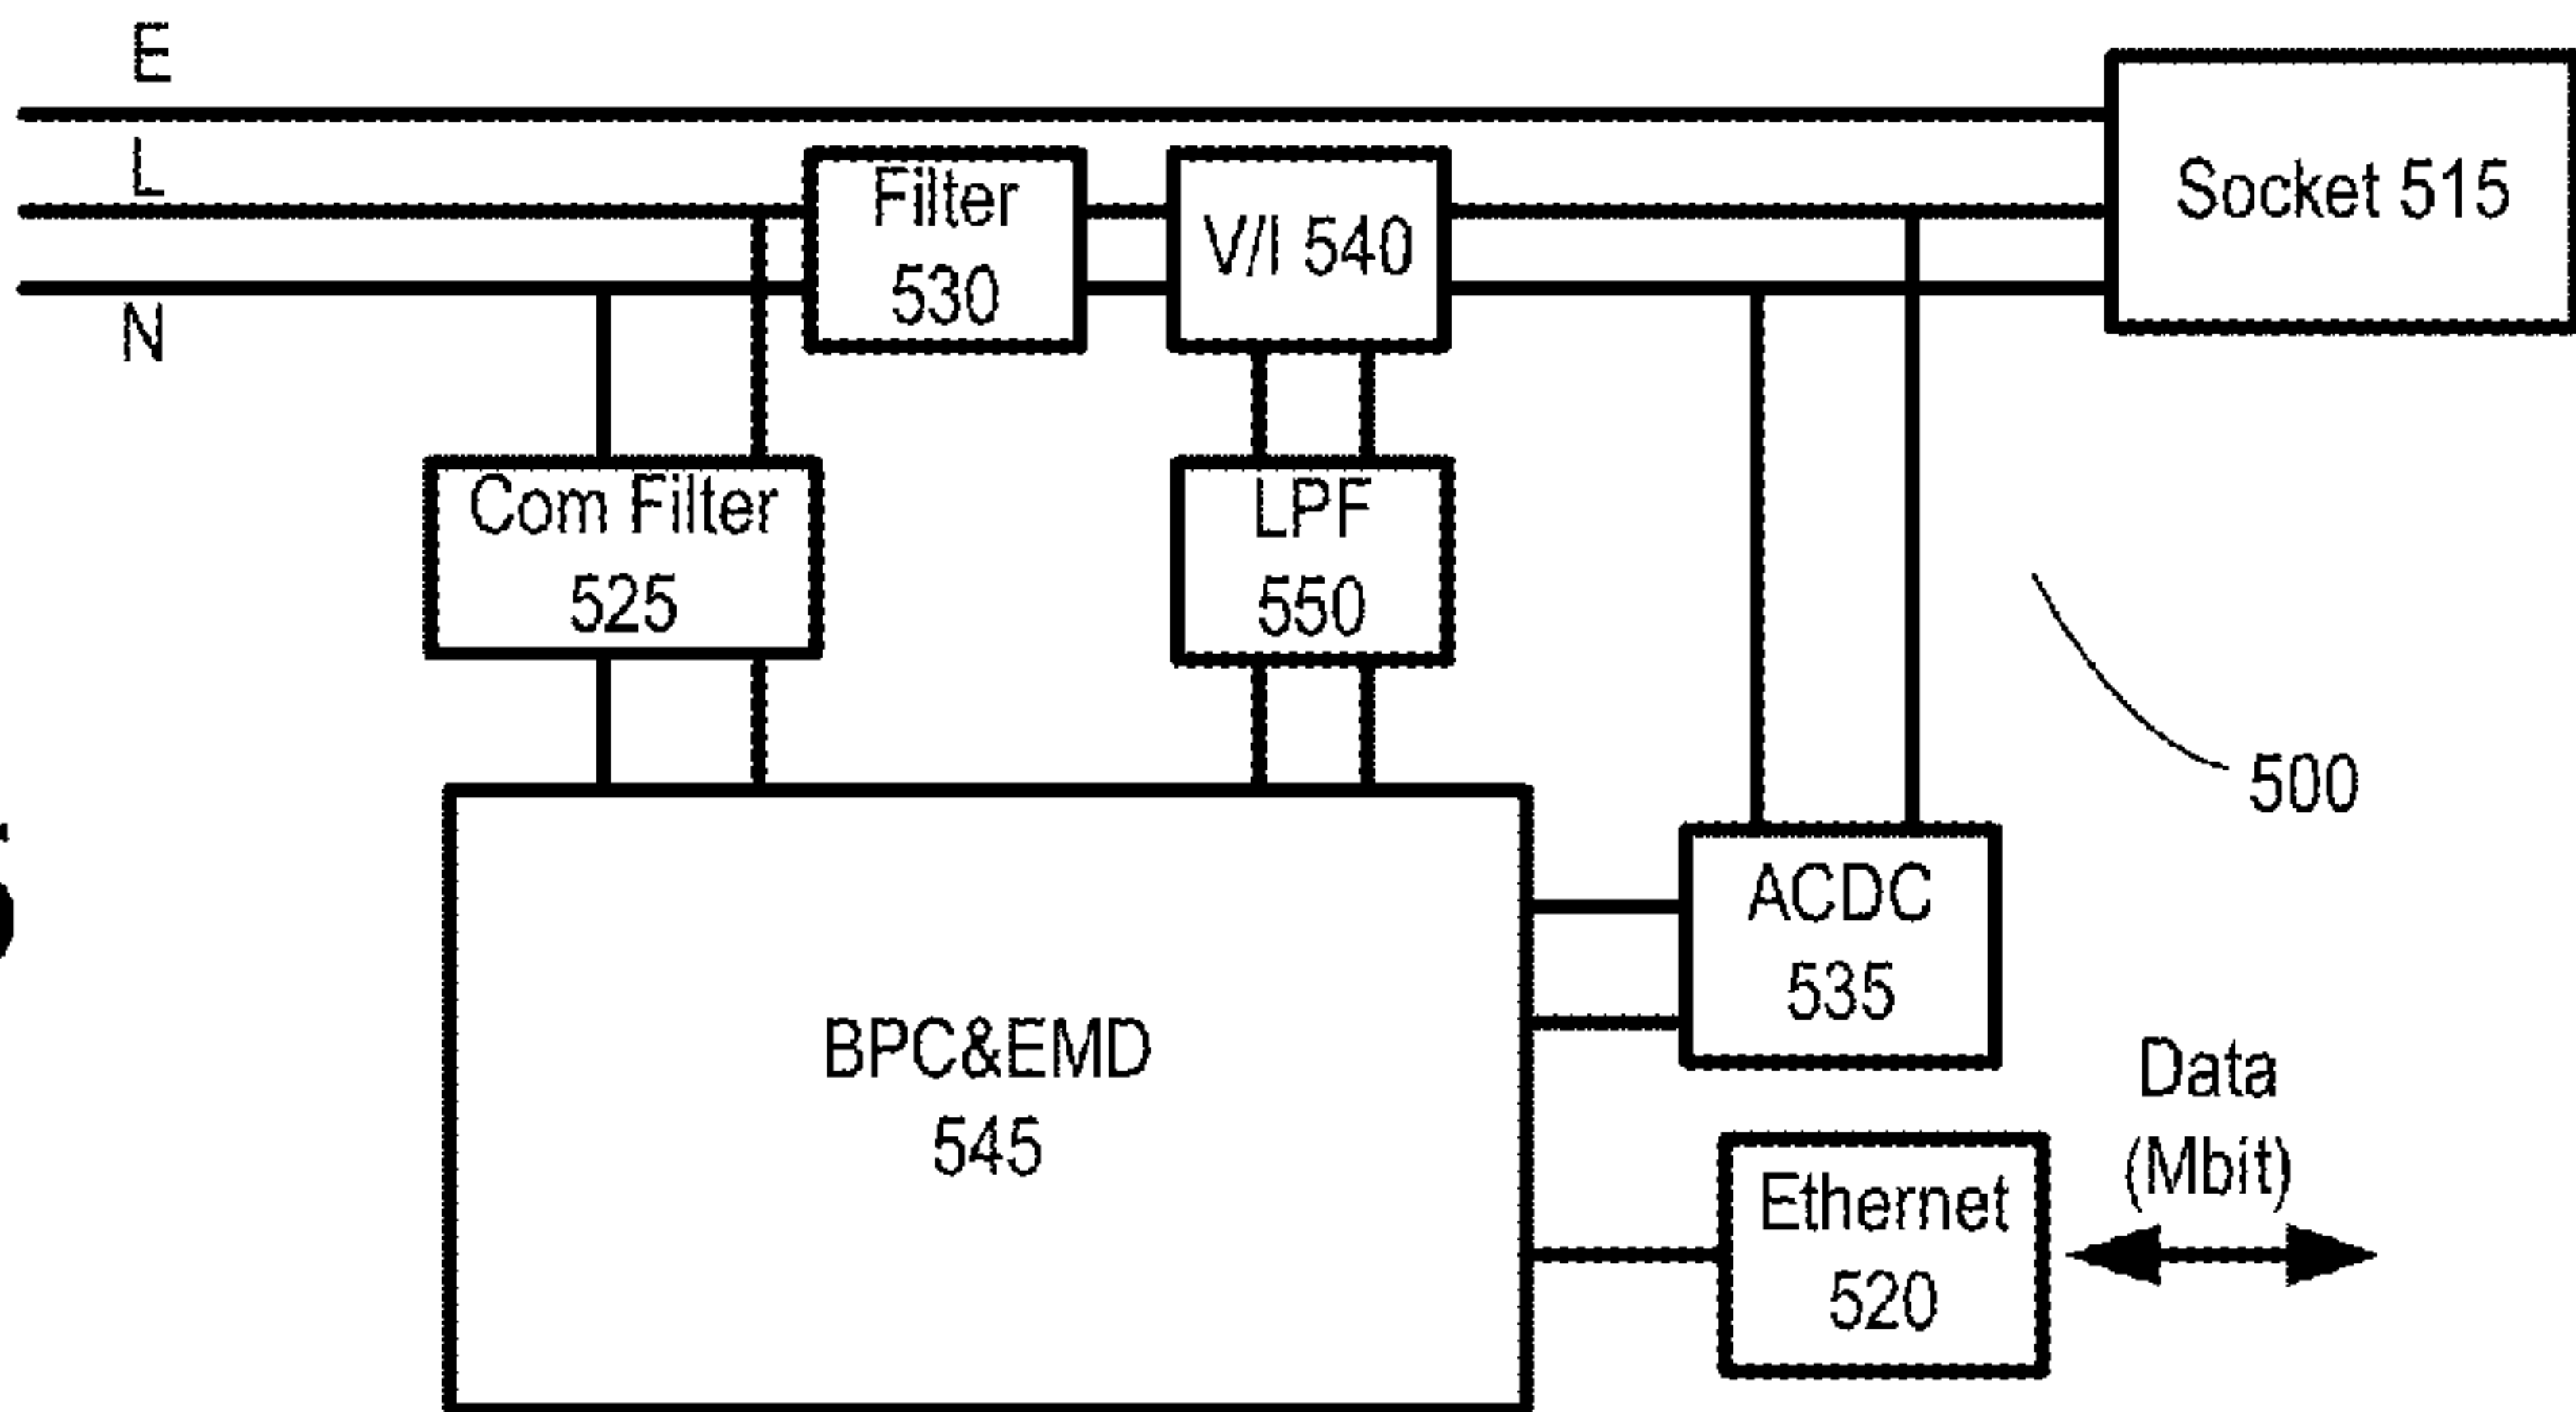 E
L
N
Filter
530
V/I 540
Socket 515
Com Filter
525
LPF
550
500
ACDC
535
BPC&EMD
545
Data
(Mbit)
Ethernet
520